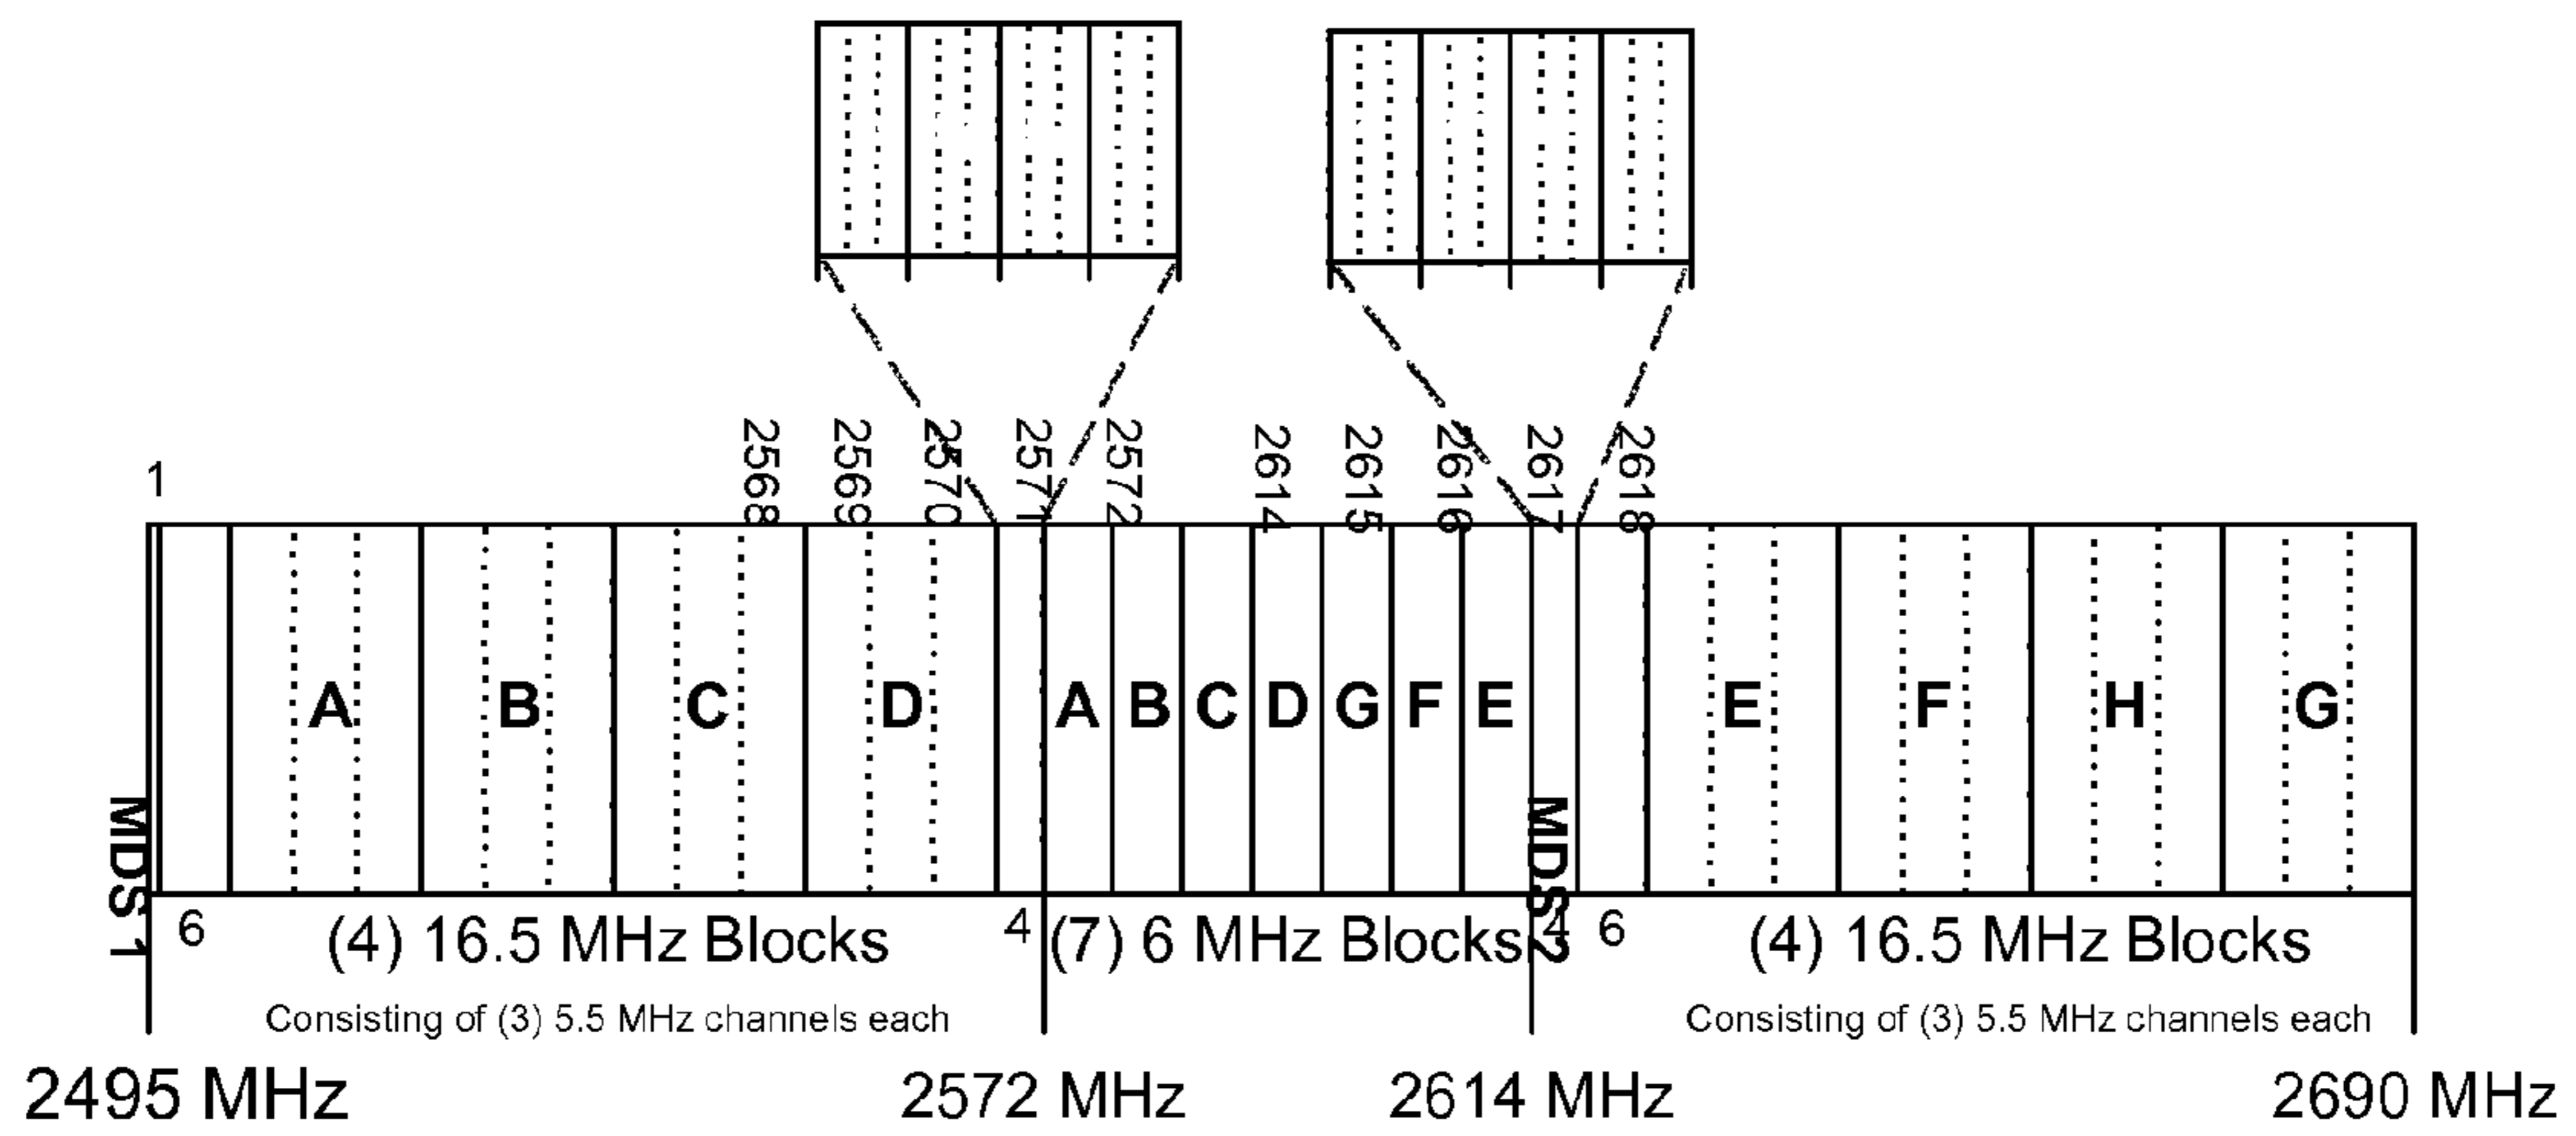 2568 2569 2570 2571 2572
2614 2615 2616 2617 2618
1
A B C D A B C D G F E E F H G
MDS 1
MDS 2
6 (4) 16.5 MHz Blocks 4 (7) 6 MHz Blocks 4 6 (4) 16.5 MHz Blocks
Consisting of (3) 5.5 MHz channels each Consisting of (3) 5.5 MHz channels each
2495 MHz 2572 MHz 2614 MHz 2690 MHz